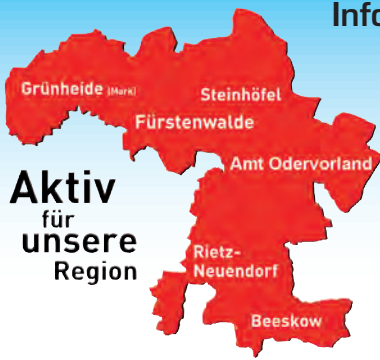 Info
Grünheide (Mark)
Steinhöfel
Fürstenwalde
Amt Odervorland
Aktiv
für
unsere
Region
Rietz-
Neuendorf
Beeskow